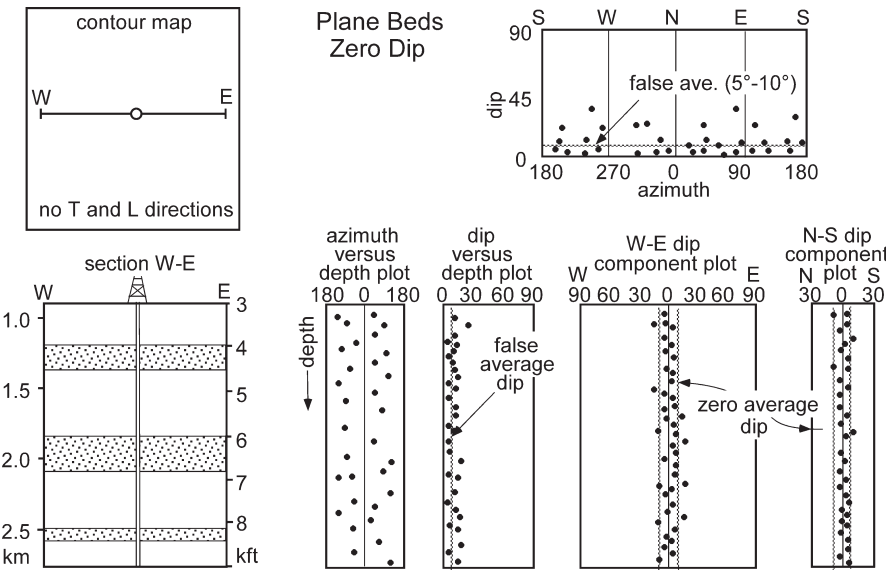 contour map
W E
no T and L directions
Plane Beds
Zero Dip
S W N E S
90
45
0
dip
false ave. (5°-10°)
180 270 0 90 180
azimuth
section W-E
W E
1.0
1.5
2.0
2.5
km
3
4
5
6
7
8
kft
azimuth
versus
depth plot
180 0 180
depth
dip
versus
depth plot
0 30 60 90
false
average
dip
W-E dip
component plot
W E
90 60 30 0 30 60 90
zero average
dip
N-S dip
component
plot
N S
30 0 30